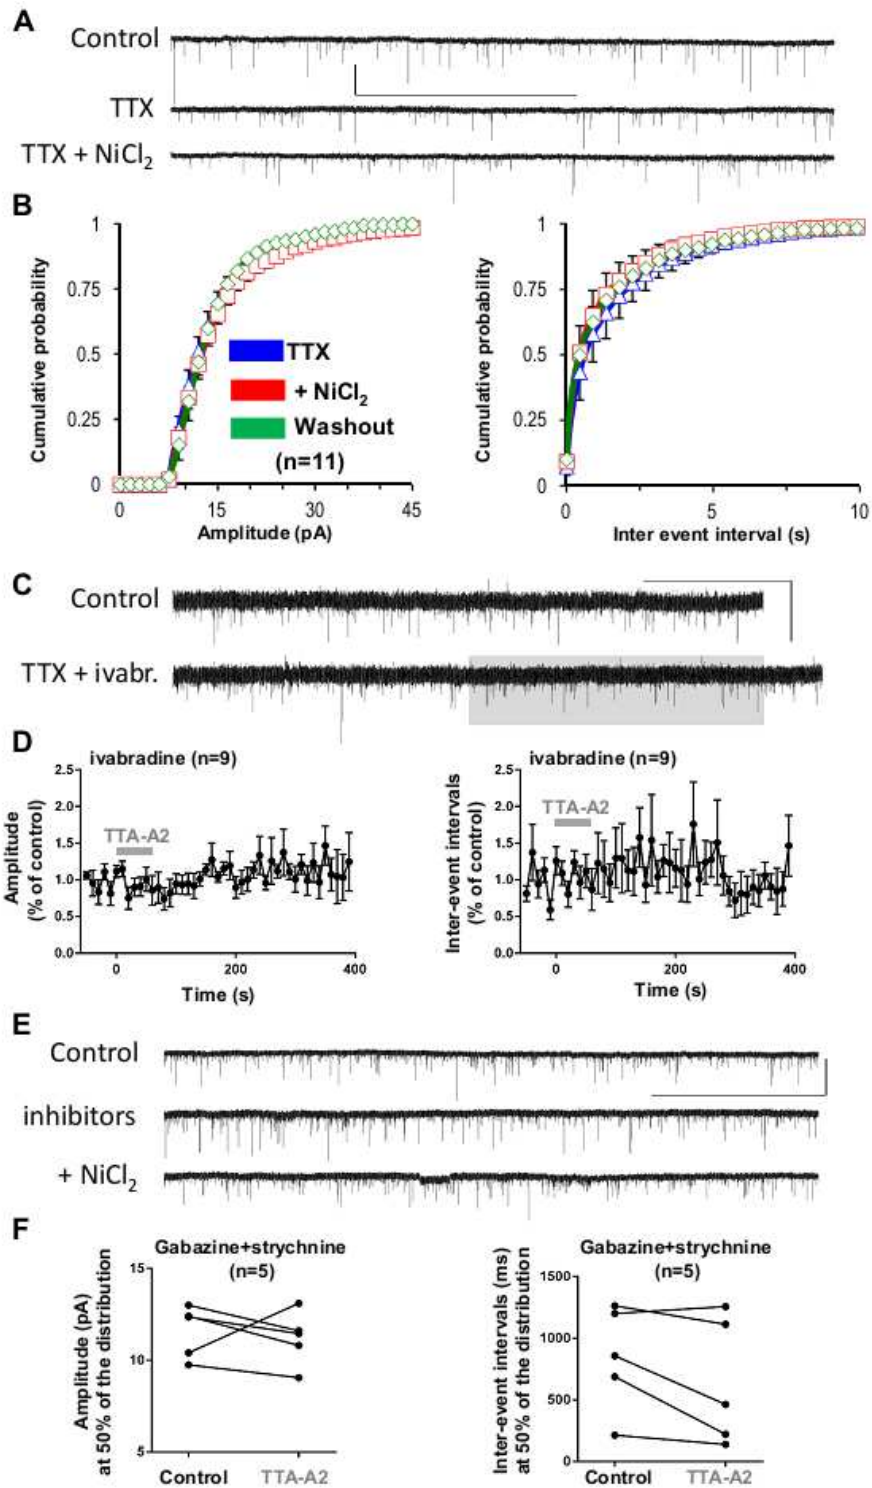 A
Control
TTX
TTX + NiCl2
B
1
0.75
0.5
0.25
0
Cumulative probability
TTX
+ NiCl2
Washout
(n=11)
0 15 30 45
Amplitude (pA)
1
0.75
0.5
0.25
0
Cumulative probability
0 5 10
Inter event interval (s)
C
Control
TTX + ivabr.
D
ivabradine (n=9)
TTA-A2
2.5
2.0
1.5
1.0
0.5
0.0
Amplitude
(% of control)
0 200 400
Time (s)
ivabradine (n=9)
TTA-A2
2.5
2.0
1.5
1.0
0.5
0.0
Inter-event intervals
(% of control)
0 200 400
Time (s)
E
Control
inhibitors
+ NiCl2
F
Gabazine+strychnine
(n=5)
15
10
5
Amplitude (pA)
at 50% of the distribution
Control TTA-A2
Gabazine+strychnine
(n=5)
1500
1000
500
0
Inter-event intervals (ms)
at 50% of the distribution
Control TTA-A2